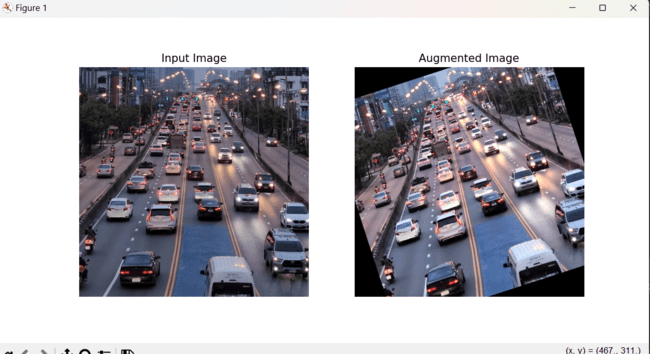 Figure 1
Input Image
Augmented Image
(x, y) = (467., 311.)